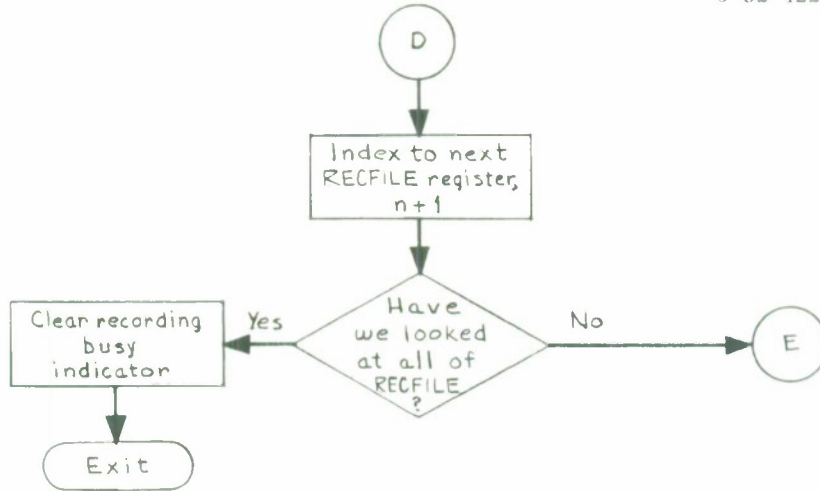 D
Index to next
RECFILE register,
n+1
Have
we looked
at all of
RECFILE
?
Yes
No
Clear recording
busy
indicator
E
Exit